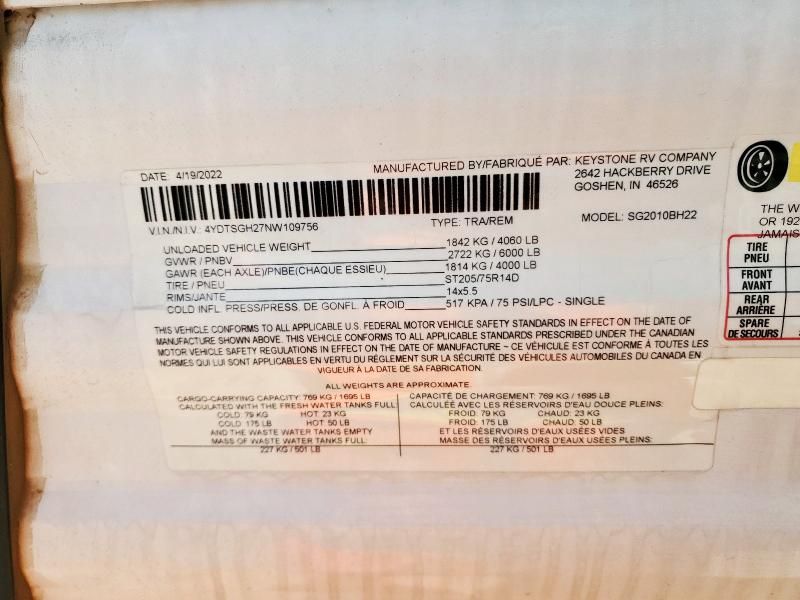 DATE: 4/19/2022
MANUFACTURED BY/FABRIQUÉ PAR: KEYSTONE RV COMPANY
2642 HACKBERRY DRIVE
GOSHEN, IN 46526
V.I.N./N.I.V.: 4YDTSGH27NW109756
TYPE: TRA/REM
MODEL: SG2010BH22
UNLOADED VEHICLE WEIGHT 1842 KG / 4060 LB
GVWR / PNBV 2722 KG / 6000 LB
GAWR (EACH AXLE)/PNBE(CHAQUE ESSIEU) 1814 KG / 4000 LB
TIRE / PNEU ST205/75R14D
RIMS/JANTE 14x5.5
COLD INFL. PRESS/PRESS. DE GONFL. À FROID 517 KPA / 75 PSI/LPC - SINGLE
THIS VEHICLE CONFORMS TO ALL APPLICABLE U.S. FEDERAL MOTOR VEHICLE SAFETY STANDARDS IN EFFECT ON THE DATE OF
MANUFACTURE SHOWN ABOVE. THIS VEHICLE CONFORMS TO ALL APPLICABLE STANDARDS PRESCRIBED UNDER THE CANADIAN
MOTOR VEHICLE SAFETY REGULATIONS IN EFFECT ON THE DATE OF MANUFACTURE ~ CE VÉHICULE EST CONFORME À TOUTES LES
NORMES QUI LUI SONT APPLICABLES EN VERTU DU RÈGLEMENT SUR LA SÉCURITÉ DES VÉHICULES AUTOMOBILES DU CANADA EN
VIGUEUR À LA DATE DE SA FABRICATION.
ALL WEIGHTS ARE APPROXIMATE.
CARGO-CARRYING CAPACITY: 769 KG / 1695 LB
CALCULATED WITH THE FRESH WATER TANKS FULL:
COLD: 79 KG HOT: 23 KG
COLD: 175 LB HOT: 50 LB
AND THE WASTE WATER TANKS EMPTY
MASS OF WASTE WATER TANKS FULL:
227 KG / 501 LB
CAPACITÉ DE CHARGEMENT: 769 KG / 1695 LB
CALCULÉE AVEC LES RÉSERVOIRS D'EAU DOUCE PLEINS:
FROID: 79 KG CHAUD: 23 KG
FROID: 175 LB CHAUD: 50 LB
ET LES RÉSERVOIRS D'EAUX USÉES VIDES
MASSE DES RÉSERVOIRS D'EAUX USÉES PLEINS:
227 KG / 501 LB
THE W
OR 192
JAMAIS
TIRE
PNEU
FRONT
AVANT
REAR
ARRIÈRE
SPARE
DE SECOURS